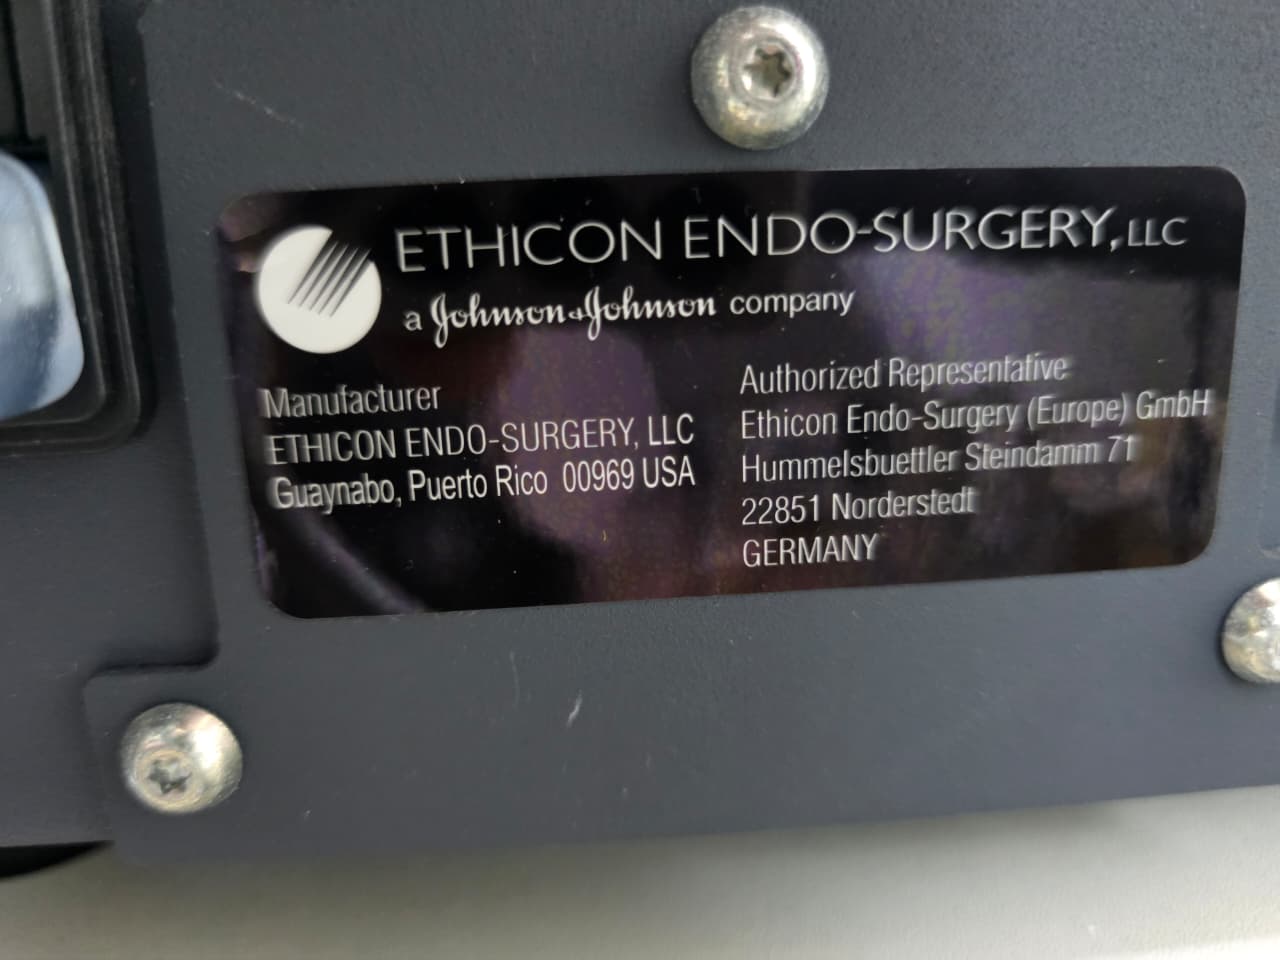 ETHICON ENDO-SURGERY, LLC
a Johnson & Johnson company
Manufacturer
ETHICON ENDO-SURGERY, LLC
Guaynabo, Puerto Rico 00969 USA
Authorized Representative
Ethicon Endo-Surgery (Europe) GmbH
Hummelsbuettler Steindamm 71
22851 Norderstedt
GERMANY